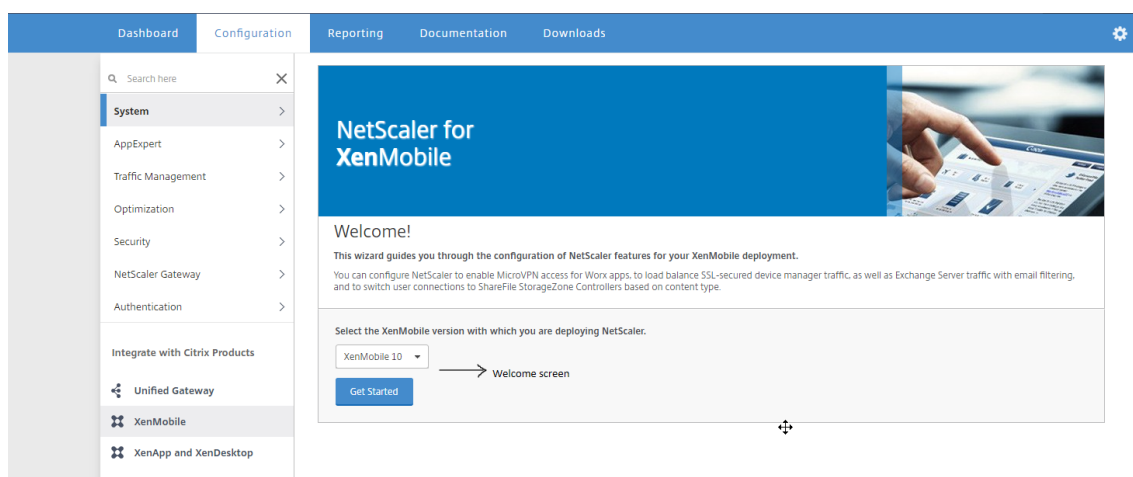 Dashboard
Configuration
Reporting
Documentation
Downloads
Search here
System
AppExpert
Traffic Management
Optimization
Security
NetScaler Gateway
Authentication
Integrate with Citrix Products
Unified Gateway
XenMobile
XenApp and XenDesktop
NetScaler for
XenMobile
Welcome!
This wizard guides you through the configuration of NetScaler features for your XenMobile deployment.
You can configure NetScaler to enable MicroVPN access for Worx apps, to load balance SSL-secured device manager traffic, as well as Exchange Server traffic with email filtering,
and to switch user connections to ShareFile StorageZone Controllers based on content type.
Select the XenMobile version with which you are deploying NetScaler.
XenMobile 10
Welcome screen
Get Started